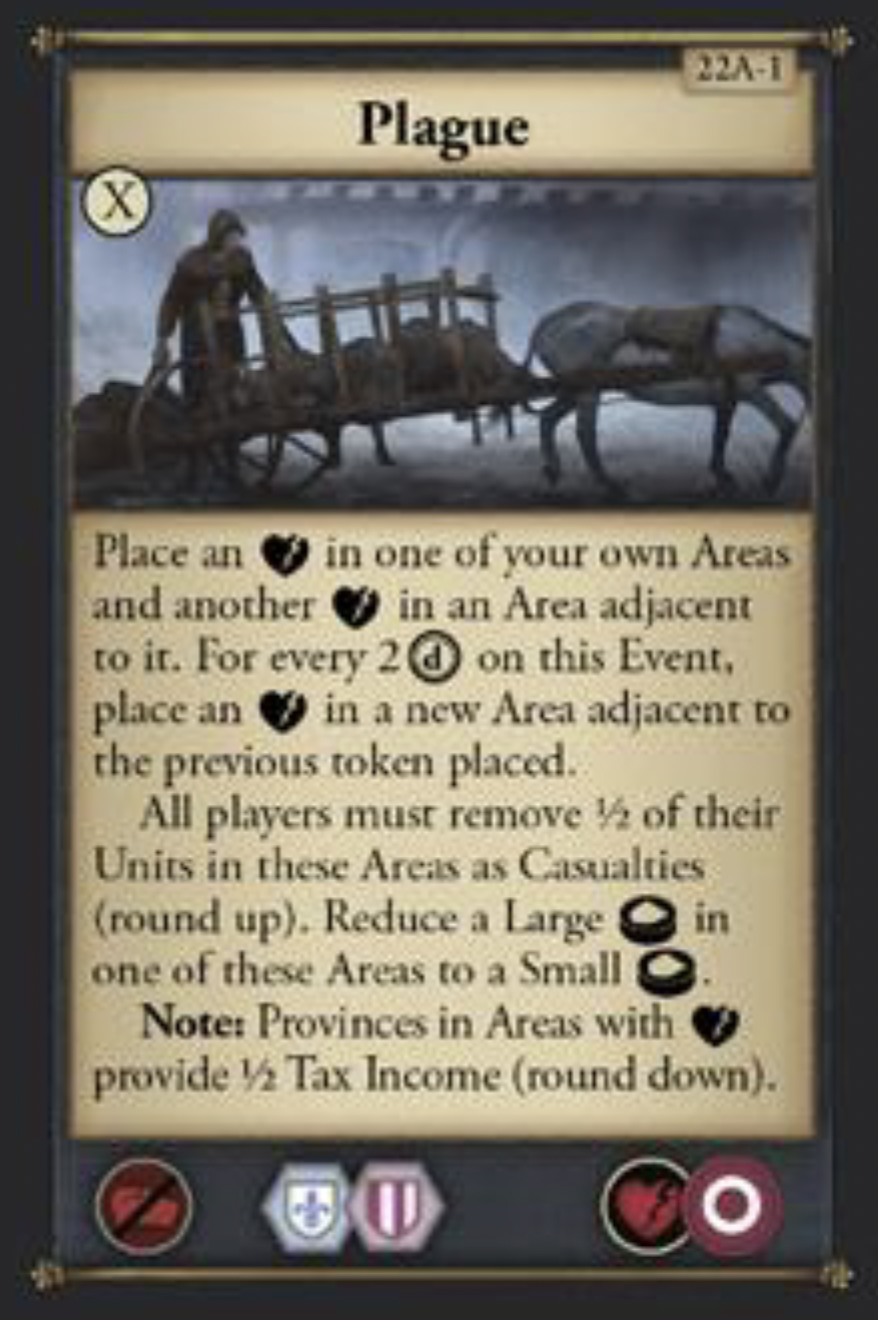 22A-1
Plague
X
Place an in one of your own Areas
and another in an Area adjacent
to it. For every 2 d on this Event,
place an in a new Area adjacent to
the previous token placed.
All players must remove ½ of their
Units in these Areas as Casualties
(round up). Reduce a Large in
one of these Areas to a Small .
Note: Provinces in Areas with
provide ½ Tax Income (round down).